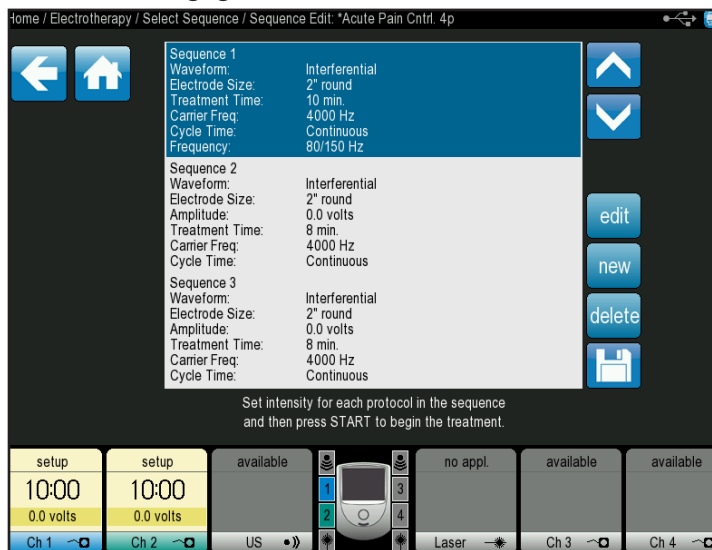 Home / Electrotherapy / Select Sequence / Sequence Edit: *Acute Pain Cntrl. 4p
Sequence 1
Waveform: Interferential
Electrode Size: 2" round
Treatment Time: 10 min.
Carrier Freq: 4000 Hz
Cycle Time: Continuous
Frequency: 80/150 Hz
Sequence 2
Waveform: Interferential
Electrode Size: 2" round
Amplitude: 0.0 volts
Treatment Time: 8 min.
Carrier Freq: 4000 Hz
Cycle Time: Continuous
Sequence 3
Waveform: Interferential
Electrode Size: 2" round
Amplitude: 0.0 volts
Treatment Time: 8 min.
Carrier Freq: 4000 Hz
Cycle Time: Continuous
edit
new
delete
Set intensity for each protocol in the sequence
and then press START to begin the treatment.
setup setup available no appl. available available
10:00 10:00 1 3
0.0 volts 0.0 volts 2 4
Ch 1 Ch 2 US Laser Ch 3 Ch 4